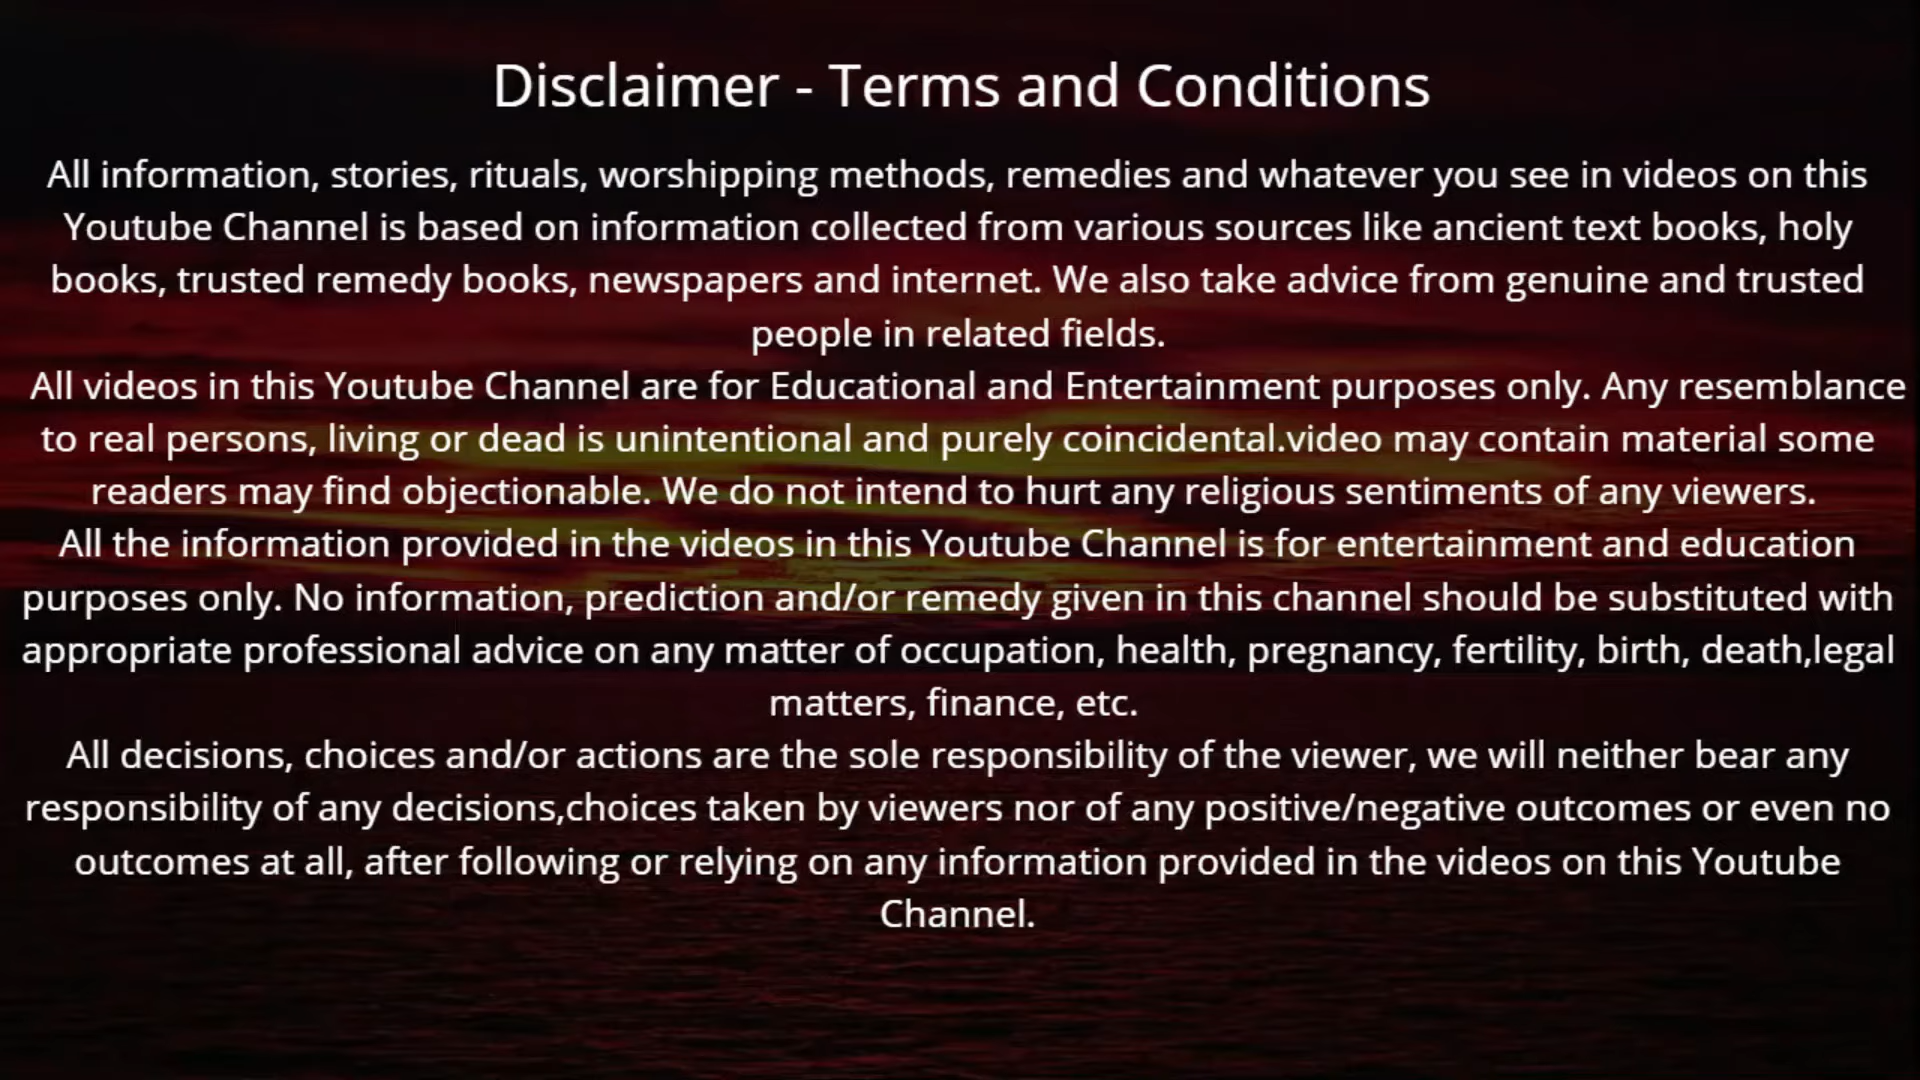 Disclaimer - Terms and Conditions
All information, stories, rituals, worshipping methods, remedies and whatever you see in videos on this
Youtube Channel is based on information collected from various sources like ancient text books, holy
books, trusted remedy books, newspapers and internet. We also take advice from genuine and trusted
people in related fields.
All videos in this Youtube Channel are for Educational and Entertainment purposes only. Any resemblance
to real persons, living or dead is unintentional and purely coincidental.video may contain material some
readers may find objectionable. We do not intend to hurt any religious sentiments of any viewers.
All the information provided in the videos in this Youtube Channel is for entertainment and education
purposes only. No information, prediction and/or remedy given in this channel should be substituted with
appropriate professional advice on any matter of occupation, health, pregnancy, fertility, birth, death,legal
matters, finance, etc.
All decisions, choices and/or actions are the sole responsibility of the viewer, we will neither bear any
responsibility of any decisions,choices taken by viewers nor of any positive/negative outcomes or even no
outcomes at all, after following or relying on any information provided in the videos on this Youtube
Channel.